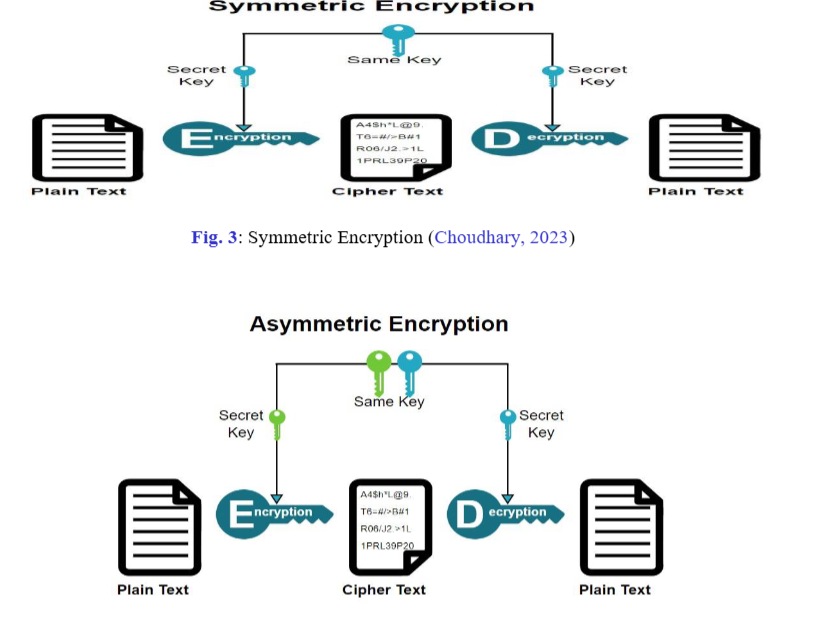 Symmetric Encryption
Same Key
Secret
Key
Secret
Key
Encryption
A4$h*L@9.
T6=#/>B#1
R06/J2.>1L
1PRL39P20
Decryption
Plain Text
Cipher Text
Plain Text
Fig. 3: Symmetric Encryption (Choudhary, 2023)
Asymmetric Encryption
Same Key
Secret
Key
Secret
Key
Encryption
A4$h*L@9.
T6=#/>B#1
R06/J2.>1L
1PRL39P20
Decryption
Plain Text
Cipher Text
Plain Text